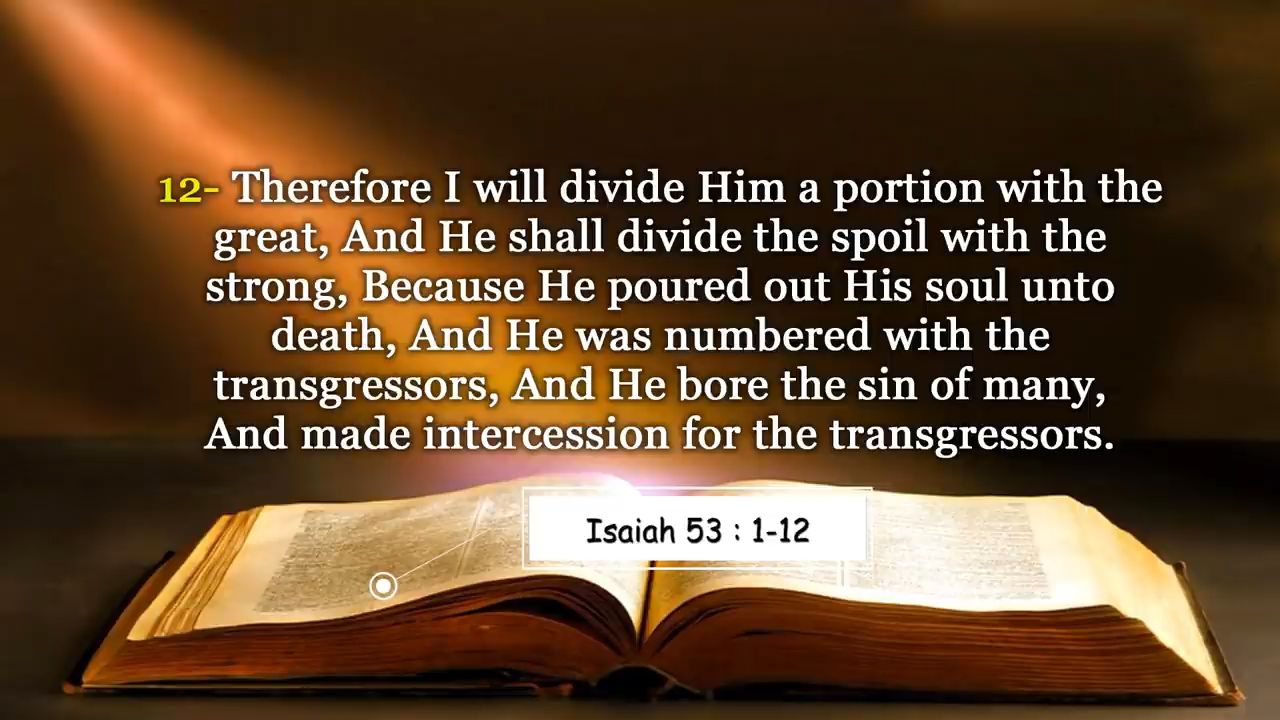 12- Therefore I will divide Him a portion with the
great, And He shall divide the spoil with the
strong, Because He poured out His soul unto
death, And He was numbered with the
transgressors, And He bore the sin of many,
And made intercession for the transgressors.
Isaiah 53 : 1-12